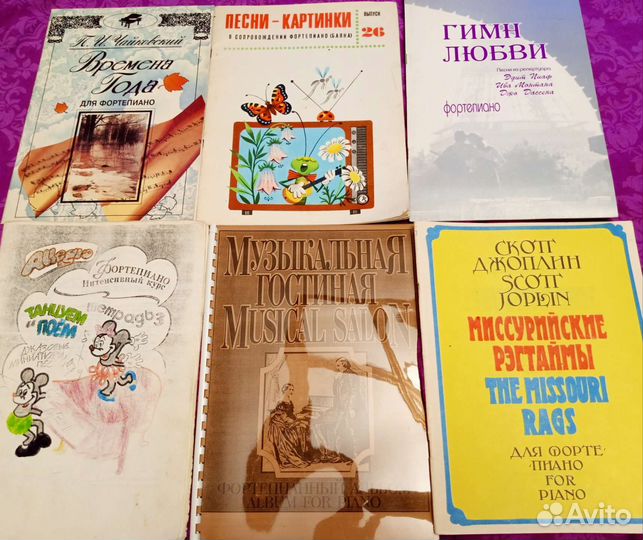 П. И. Чайковский
Времена
Года
ДЛЯ ФОРТЕПИАНО
ПЕСНИ-КАРТИНКИ
В СОПРОВОЖДЕНИИ ФОРТЕПИАНО (БАЯНА)
ВЫПУСК
26
ГИМН
ЛЮБВИ
Песни из репертуара
Эдит Пиаф
Ива Монтана
Джо Дассена
фортепиано
Allegro
Фортепиано
Интенсивный курс
Тетрадь 3
ТАНЦУЕМ
и ПОЁМ
ДЖАЗОВЫЕ
МИНИАТЮРЫ
МУЗЫКАЛЬНАЯ
ГОСТИНАЯ
MUSICAL SALON
ФОРТЕПИАННЫЙ АЛЬБОМ
ALBUM FOR PIANO
СКОТТ
ДЖОПЛИН
SCOTT
JOPLIN
МИССУРИЙСКИЕ
РЭГТАЙМЫ
THE MISSOURI
RAGS
ДЛЯ ФОРТЕ-
ПИАНО
FOR
PIANO
Avito